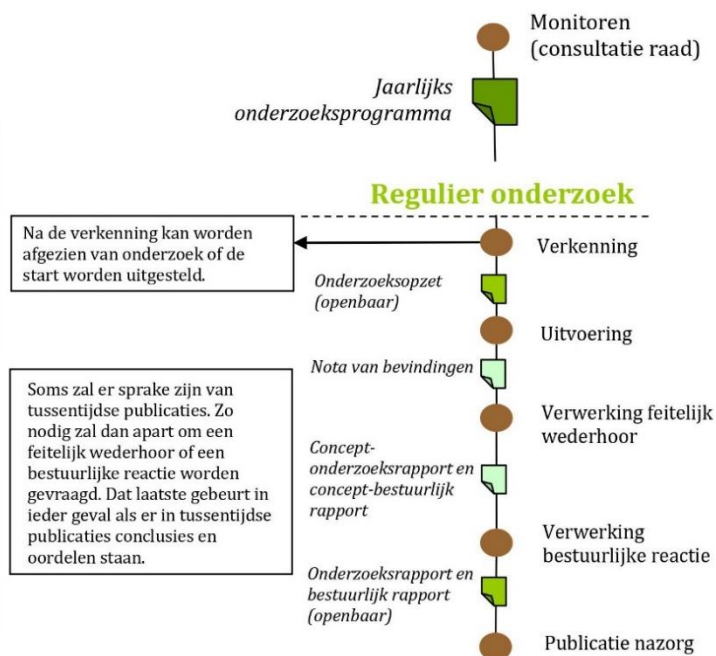 Monitoren
(consultatie raad)
Jaarlijks
onderzoeksprogramma
Regulier onderzoek
Na de verkenning kan worden
afgezien van onderzoek of de
start worden uitgesteld.
Verkenning
Onderzoeksopzet
(openbaar)
Uitvoering
Nota van bevindingen
Soms zal er sprake zijn van
tussentijdse publicaties. Zo
nodig zal dan apart om een
feitelijk wederhoor of een
bestuurlijke reactie worden
gevraagd. Dat laatste gebeurt in
ieder geval als er in tussentijdse
publicaties conclusies en
oordelen staan.
Verwerking feitelijk
wederhoor
Concept-
onderzoeksrapport en
concept-bestuurlijk
rapport
Verwerking
bestuurlijke reactie
Onderzoeksrapport en
bestuurlijk rapport
(openbaar)
Publicatie nazorg